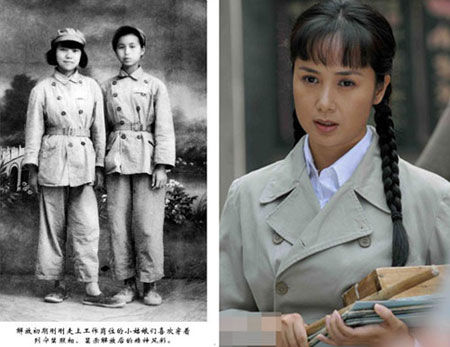 解放初期刚刚走上工作岗位的小姑娘们喜欢穿着
列宁装照相，显示解放后的精神风彩。